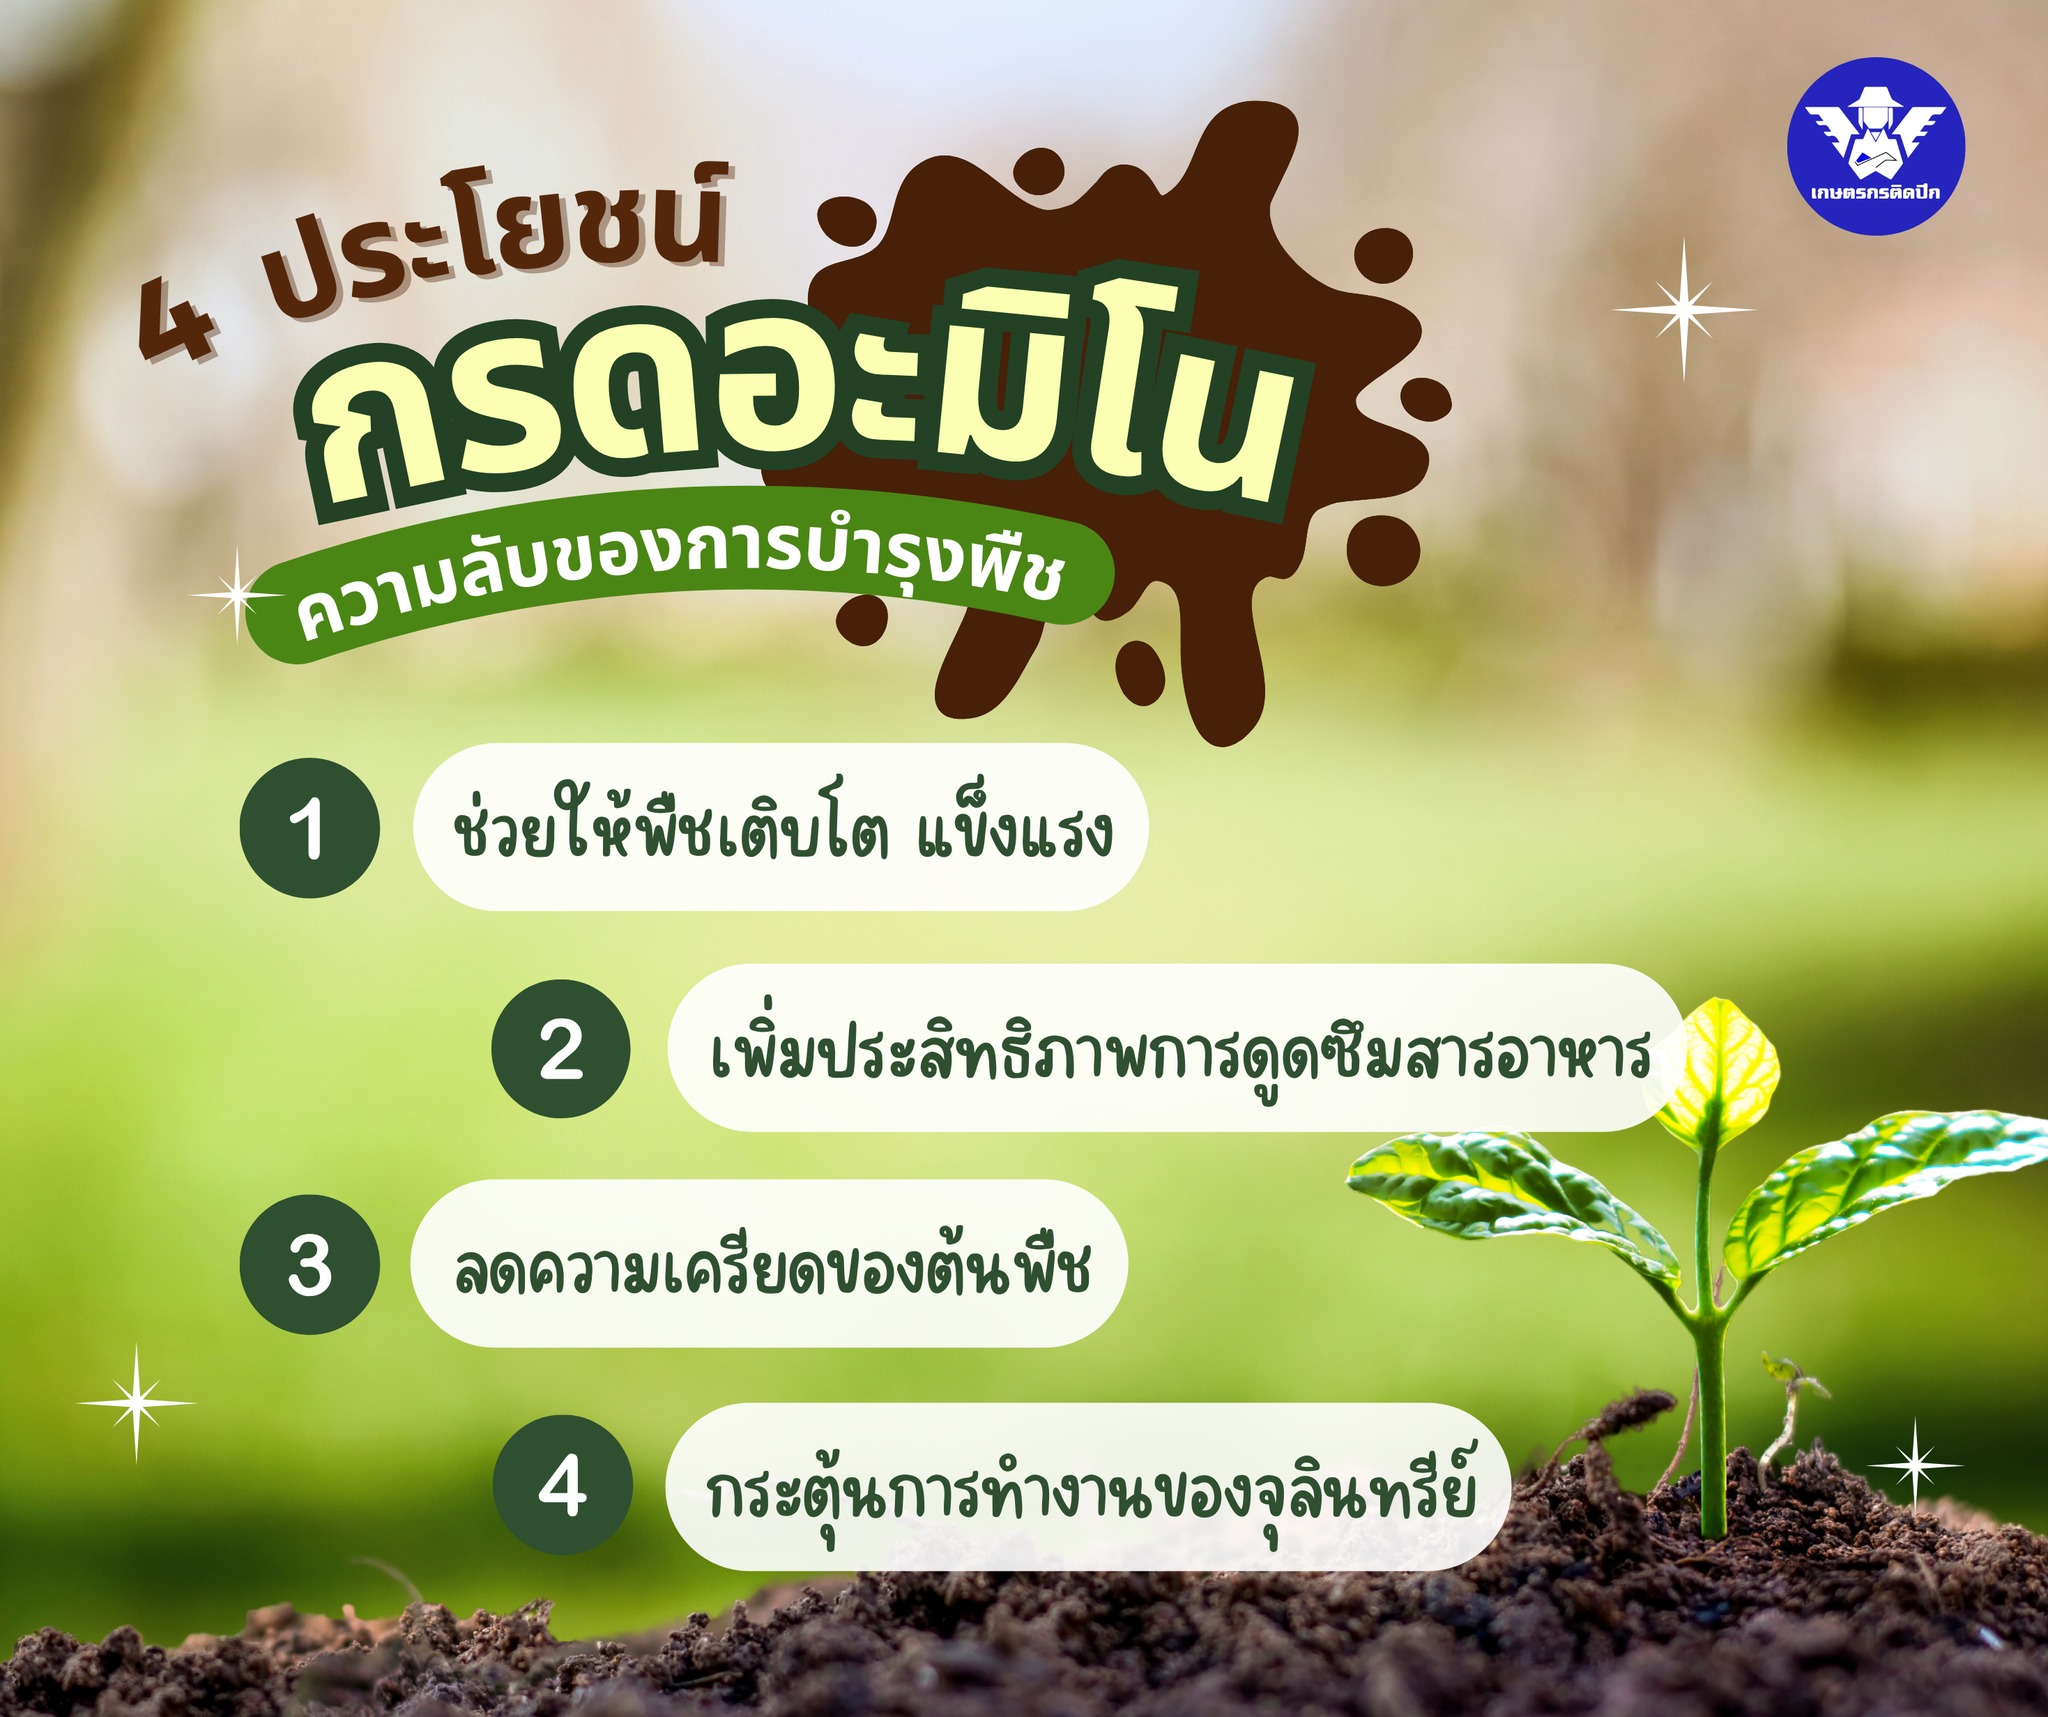 เกษตรกรติดปีก
4 ประโยชน์
กรดอะมิโน
ความลับของการบำรุงพืช
1
ช่วยให้พืชเติบโต แข็งแรง
2
เพิ่มประสิทธิภาพการดูดซึมสารอาหาร
3
ลดความเครียดของต้นพืช
4
กระตุ้นการทำงานของจุลินทรีย์